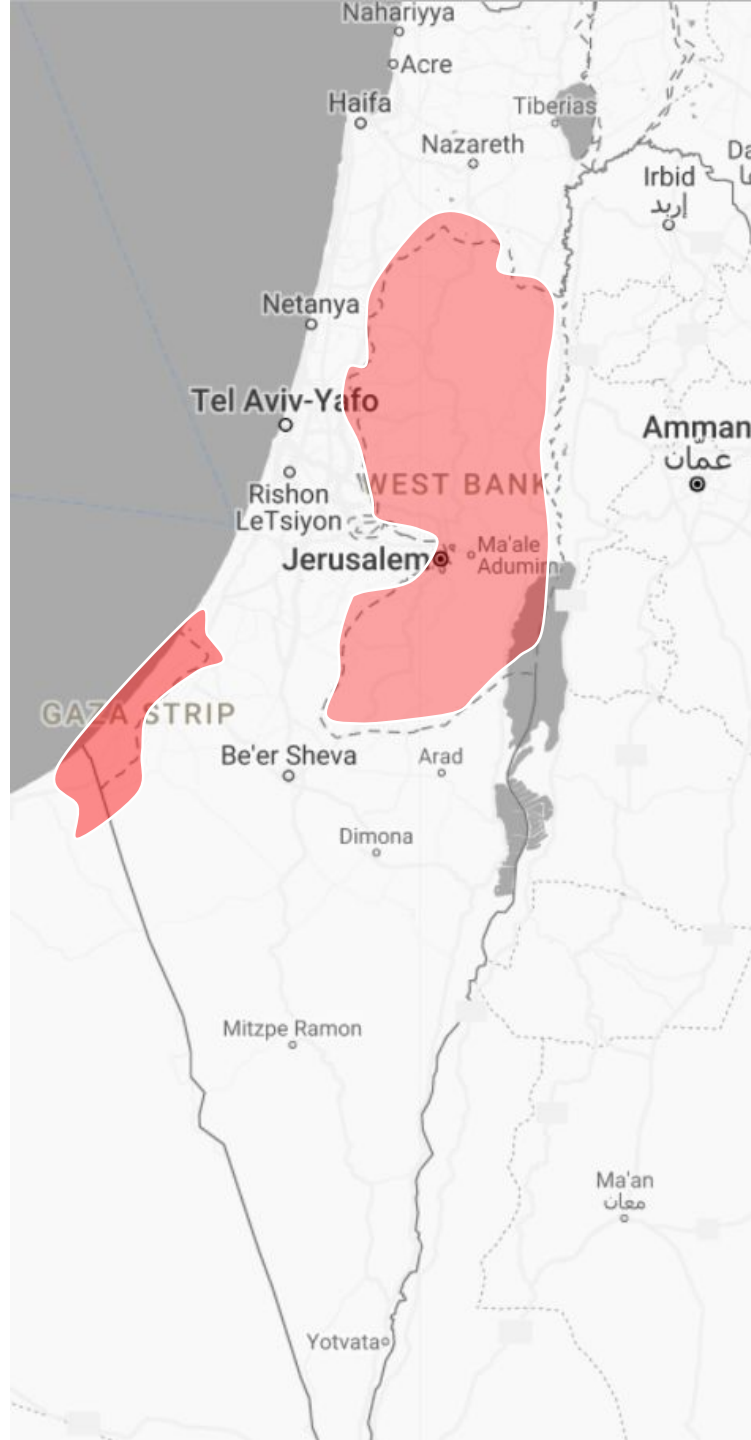 Nahariyya
Acre
Haifa
Tiberias
Nazareth
Irbid
إربد
Netanya
Tel Aviv-Yafo
Amman
عمّان
WEST BANK
Rishon
LeTsiyon
Jerusalem
Ma'ale
Adumim
GAZA STRIP
Be'er Sheva
Arad
Dimona
Mitzpe Ramon
Ma'an
معان
Yotvata